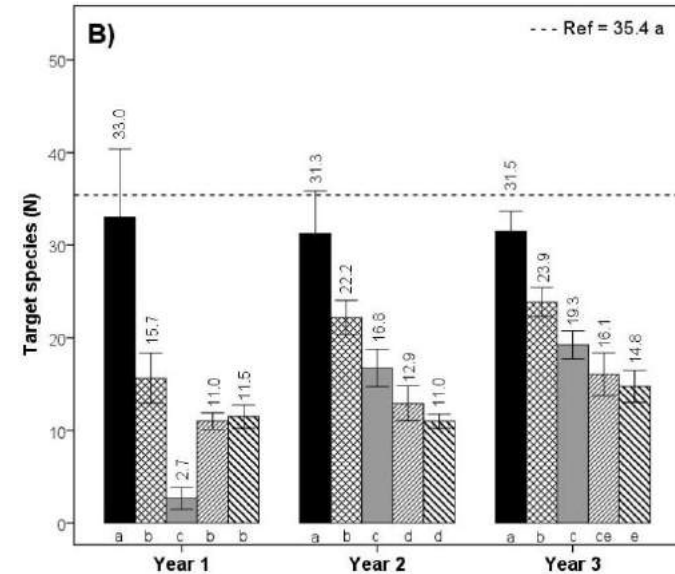 B)
--- Ref = 35.4 a
Target species (N)
50
40
30
20
10
0
33.0
15.7
2.7
11.0
11.5
31.3
22.2
16.8
12.9
11.0
31.5
23.9
19.3
16.1
14.8
a b c b b
a b c d d
a b c ce e
Year 1
Year 2
Year 3